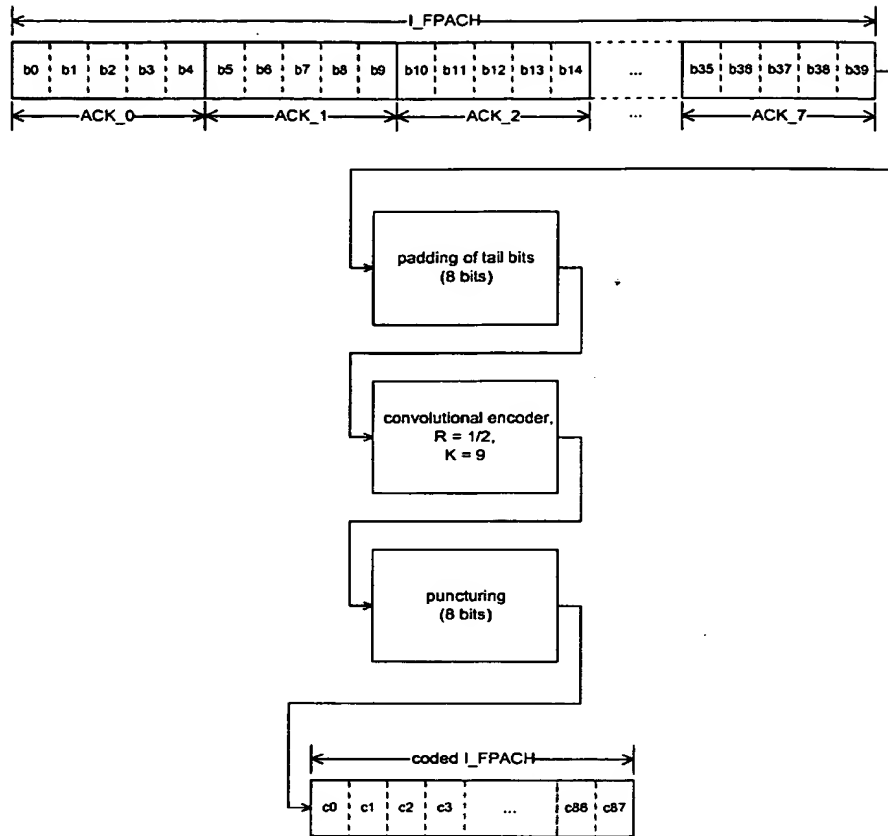 I_FPACH
b0 b1 b2 b3 b4 b5 b6 b7 b8 b9 b10 b11 b12 b13 b14 ... b35 b36 b37 b38 b39
ACK_0 ACK_1 ACK_2 ... ACK_7
padding of tail bits
(8 bits)
convolutional encoder,
R = 1/2,
K = 9
puncturing
(8 bits)
coded I_FPACH
c0 c1 c2 c3 ... c86 c87